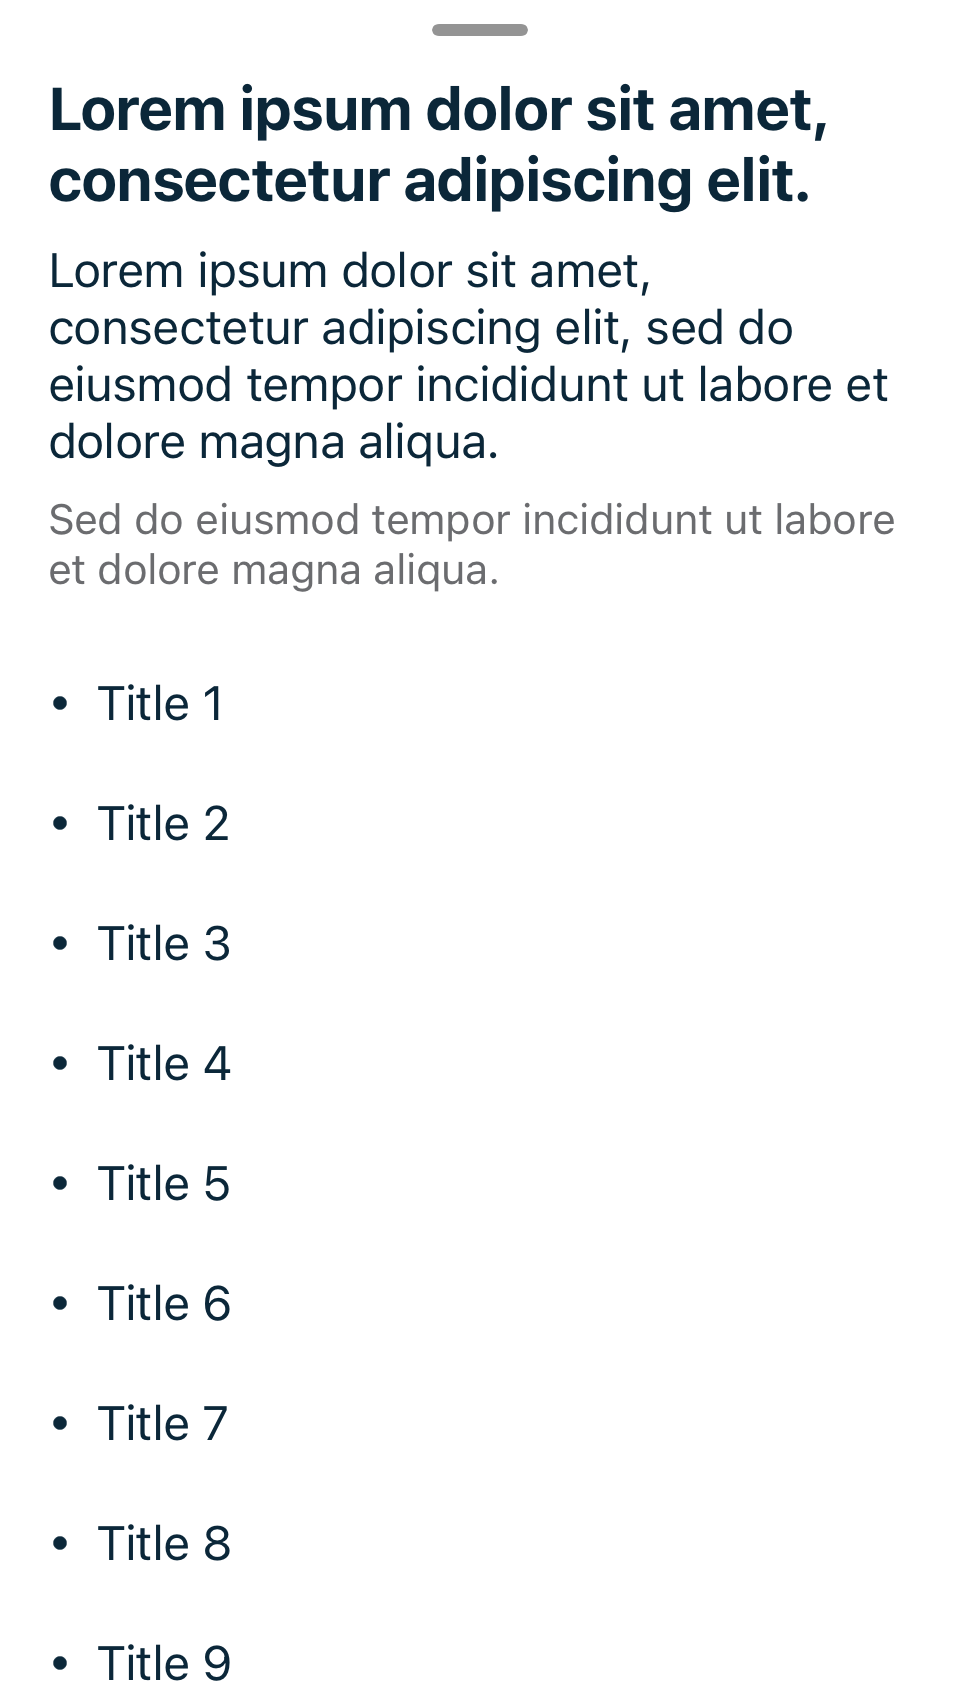 Lorem ipsum dolor sit amet,
consectetur adipiscing elit.
Lorem ipsum dolor sit amet,
consectetur adipiscing elit, sed do
eiusmod tempor incididunt ut labore et
dolore magna aliqua.
Sed do eiusmod tempor incididunt ut labore
et dolore magna aliqua.
• Title 1
• Title 2
• Title 3
• Title 4
• Title 5
• Title 6
• Title 7
• Title 8
• Title 9